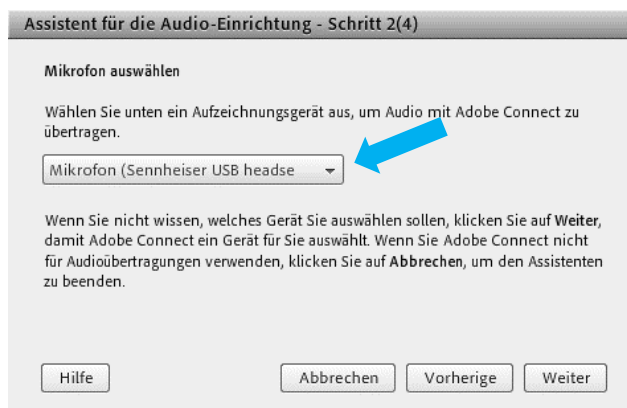 Assistent für die Audio-Einrichtung - Schritt 2(4)
Mikrofon auswählen
Wählen Sie unten ein Aufzeichnungsgerät aus, um Audio mit Adobe Connect zu
übertragen.
Mikrofon (Sennheiser USB headse
Wenn Sie nicht wissen, welches Gerät Sie auswählen sollen, klicken Sie auf Weiter,
damit Adobe Connect ein Gerät für Sie auswählt. Wenn Sie Adobe Connect nicht
für Audioübertragungen verwenden, klicken Sie auf Abbrechen, um den Assistenten
zu beenden.
Hilfe Abbrechen Vorherige Weiter